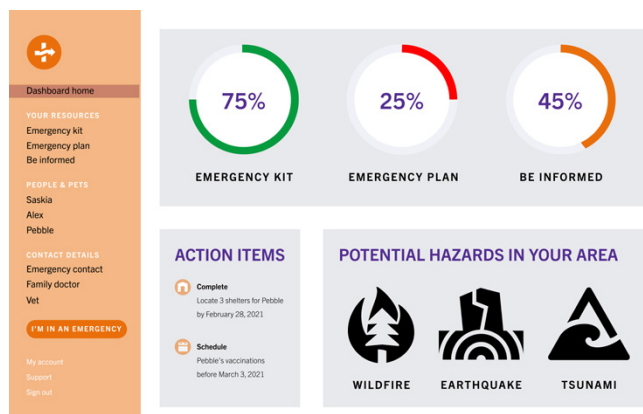 Dashboard home
YOUR RESOURCES
Emergency kit
Emergency plan
Be informed
PEOPLE & PETS
Saskia
Alex
Pebble
CONTACT DETAILS
Emergency contact
Family doctor
Vet
I'M IN AN EMERGENCY
My account
Support
Sign out
75%
25%
45%
EMERGENCY KIT
EMERGENCY PLAN
BE INFORMED
ACTION ITEMS
Complete
Locate 3 shelters for Pebble
by February 28, 2021
Schedule
Pebble's vaccinations
before March 3, 2021
POTENTIAL HAZARDS IN YOUR AREA
WILDFIRE
EARTHQUAKE
TSUNAMI